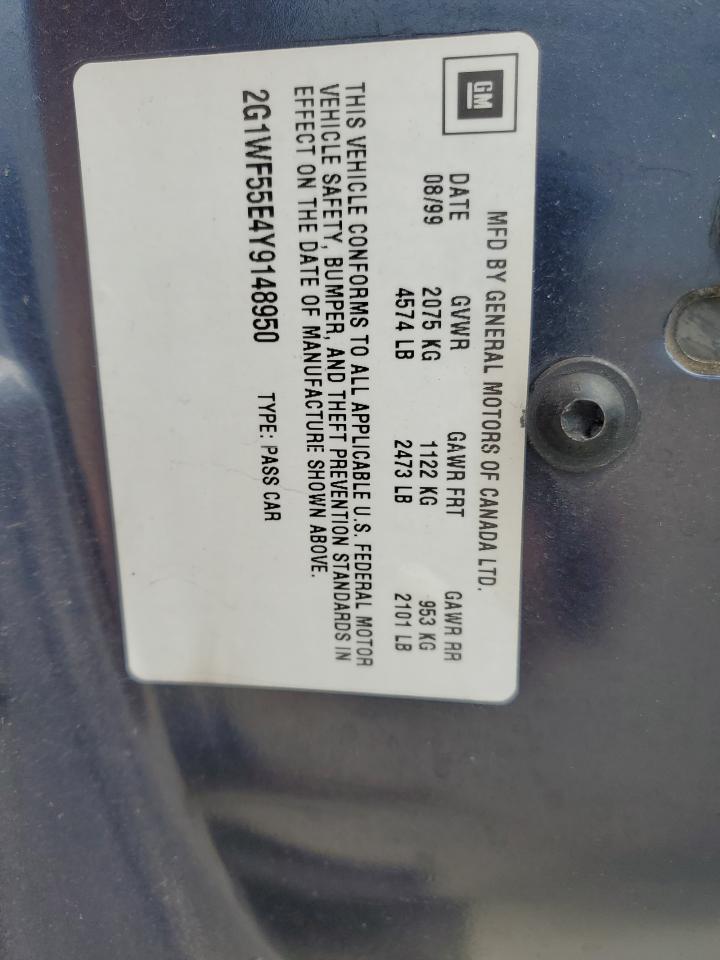 GM
MFD BY GENERAL MOTORS OF CANADA LTD.
DATE GVWR GAWR FRT GAWR RR
08/99 2075 KG 1122 KG 953 KG
4574 LB 2473 LB 2101 LB
THIS VEHICLE CONFORMS TO ALL APPLICABLE U.S. FEDERAL MOTOR
VEHICLE SAFETY, BUMPER, AND THEFT PREVENTION STANDARDS IN
EFFECT ON THE DATE OF MANUFACTURE SHOWN ABOVE.
2G1WF55E4Y9148950 TYPE: PASS CAR